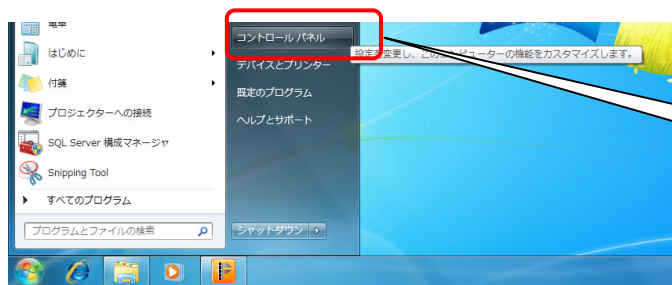 電卓
はじめに
付箋
プロジェクターへの接続
SQL Server 構成マネージャ
Snipping Tool
すべてのプログラム
プログラムとファイルの検索
コントロール パネル
設定を変更し、このコンピューターの機能をカスタマイズします。
デバイスとプリンター
既定のプログラム
ヘルプとサポート
シャットダウン